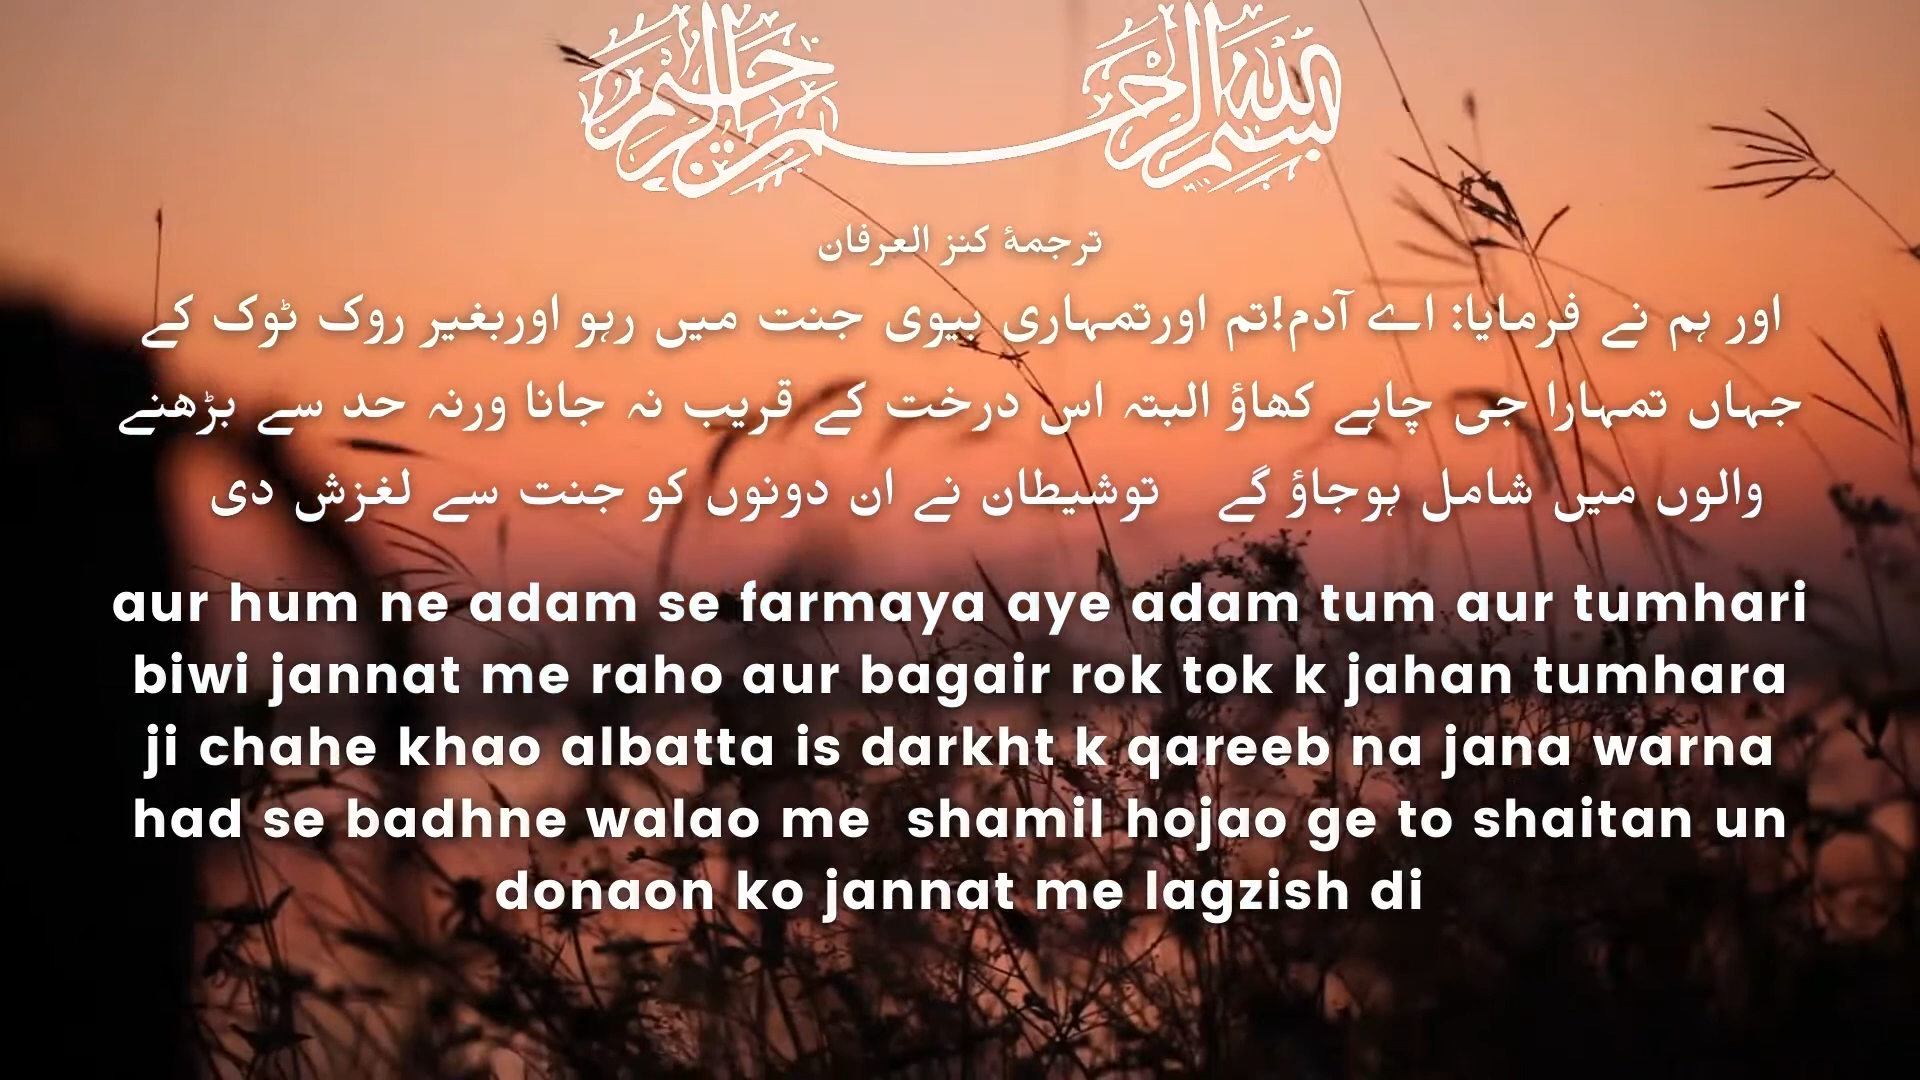 بسم الله الرحمن الرحيم
ترجمۂ کنز العرفان
اور ہم نے فرمایا: اے آدم!تم اورتمہاری بیوی جنت میں رہو اوربغیر روک ٹوک کے
جہاں تمہارا جی چاہے کھاؤ البتہ اس درخت کے قریب نہ جانا ورنہ حد سے بڑھنے
والوں میں شامل ہوجاؤ گے توشیطان نے ان دونوں کو جنت سے لغزش دی
aur hum ne adam se farmaya aye adam tum aur tumhari
biwi jannat me raho aur bagair rok tok k jahan tumhara
ji chahe khao albatta is darkht k qareeb na jana warna
had se badhne walao me shamil hojao ge to shaitan un
donaon ko jannat me lagzish di